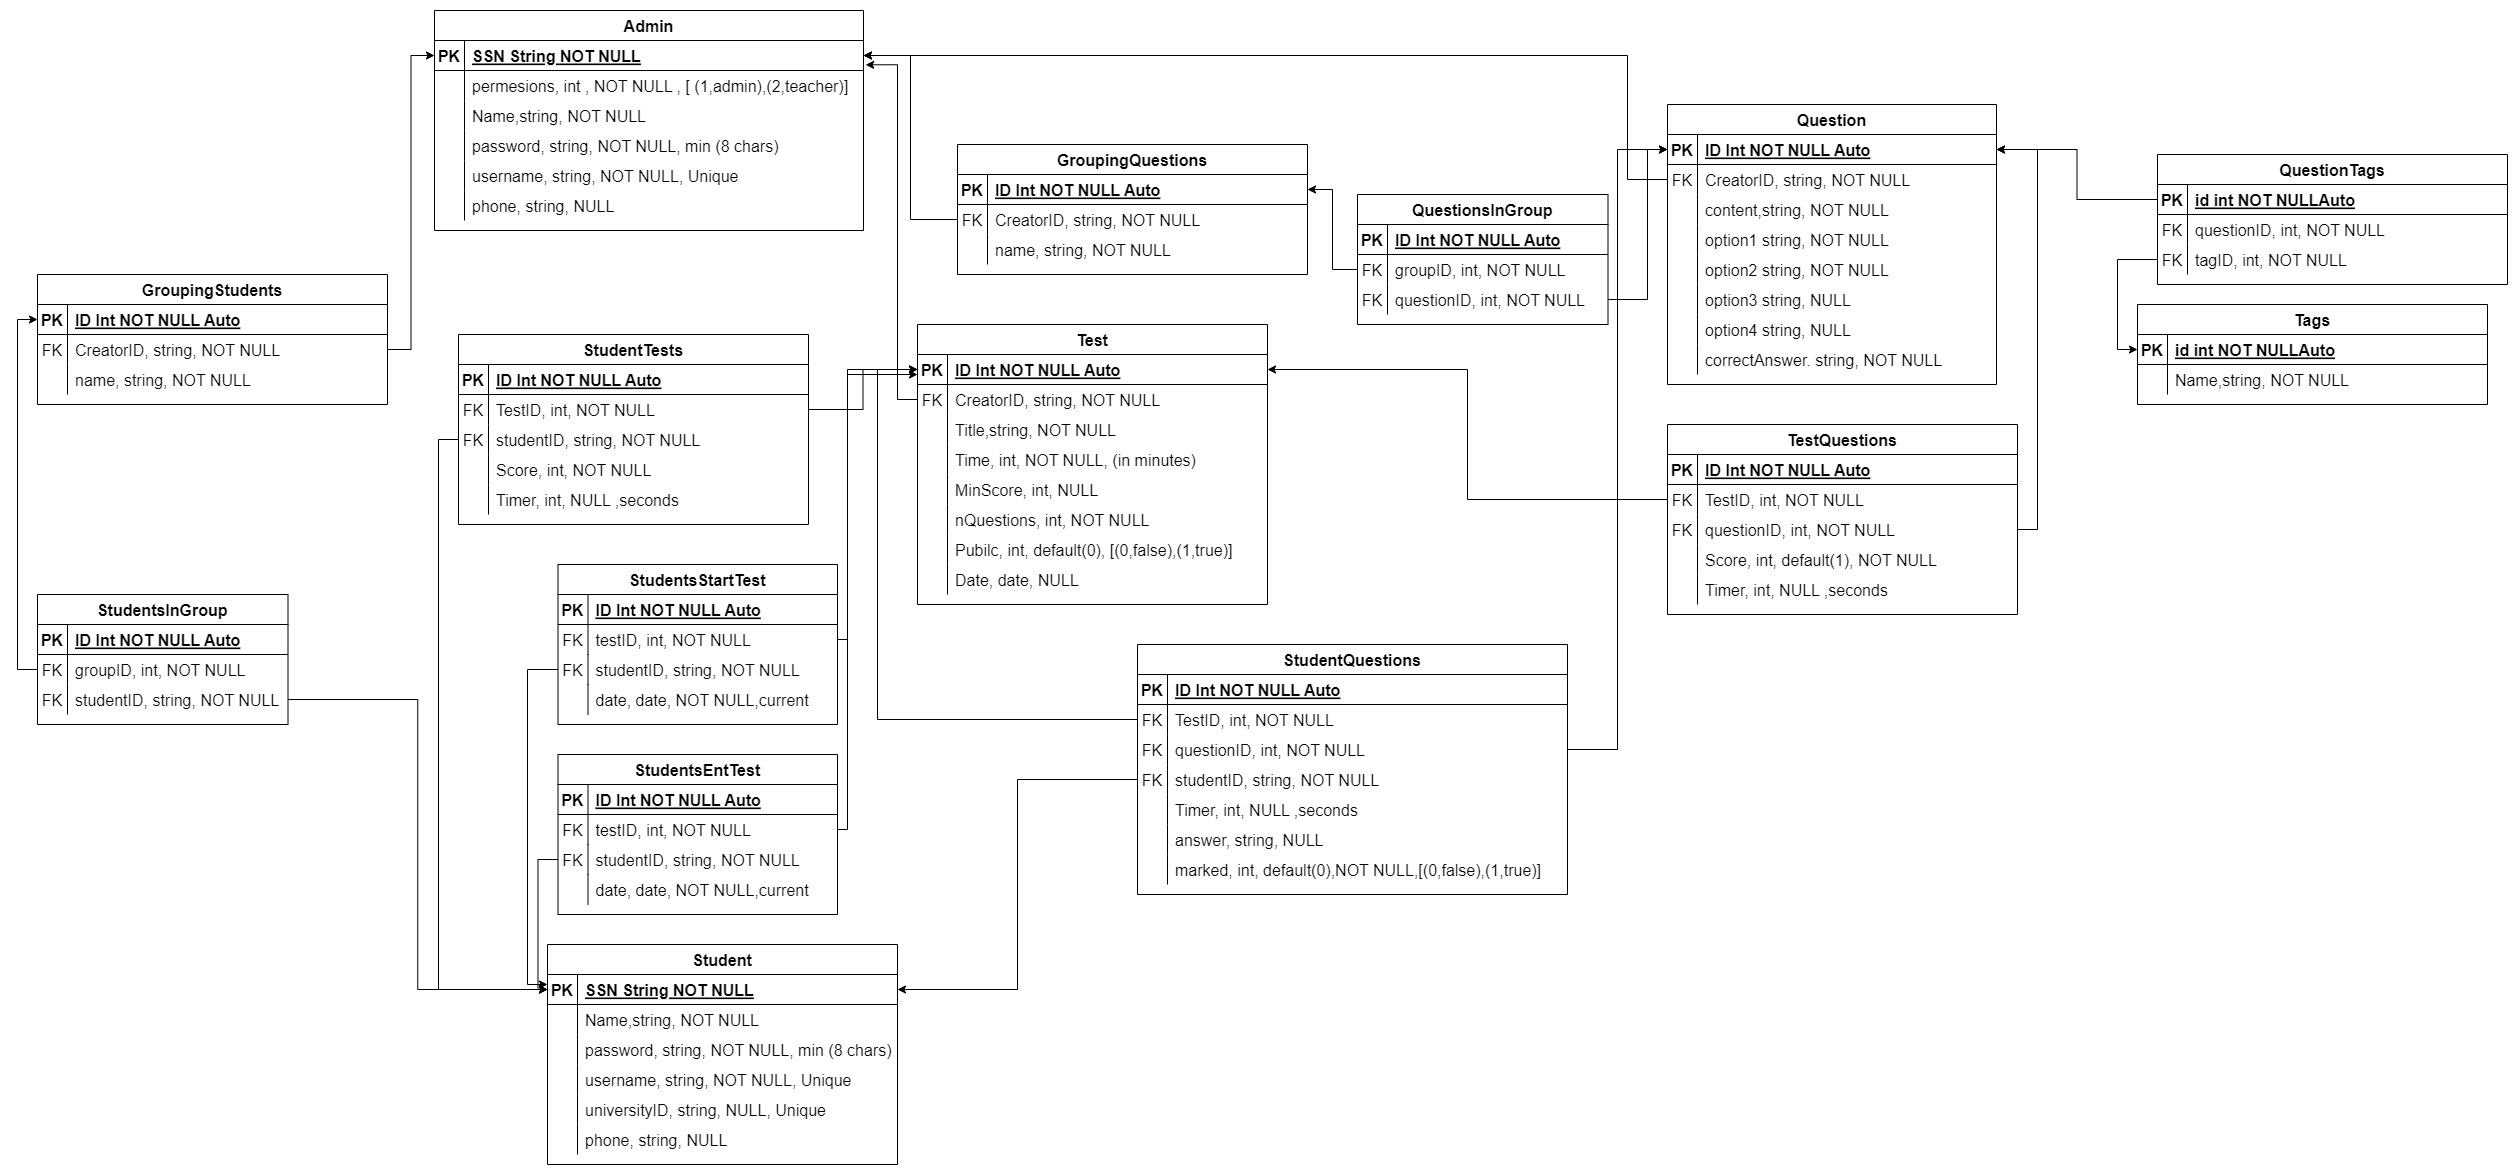 Admin
PK SSN String NOT NULL
permesions, int , NOT NULL , [ (1,admin),(2,teacher)]
Name,string, NOT NULL
password, string, NOT NULL, min (8 chars)
username, string, NOT NULL, Unique
phone, string, NULL
GroupingQuestions
PK ID Int NOT NULL Auto
FK CreatorID, string, NOT NULL
name, string, NOT NULL
QuestionsInGroup
PK ID Int NOT NULL Auto
FK groupID, int, NOT NULL
FK questionID, int, NOT NULL
Question
PK ID Int NOT NULL Auto
FK CreatorID, string, NOT NULL
content,string, NOT NULL
option1 string, NOT NULL
option2 string, NOT NULL
option3 string, NULL
option4 string, NULL
correctAnswer. string, NOT NULL
QuestionTags
PK id int NOT NULLAuto
FK questionID, int, NOT NULL
FK tagID, int, NOT NULL
Tags
PK id int NOT NULLAuto
Name,string, NOT NULL
GroupingStudents
PK ID Int NOT NULL Auto
FK CreatorID, string, NOT NULL
name, string, NOT NULL
StudentTests
PK ID Int NOT NULL Auto
FK TestID, int, NOT NULL
FK studentID, string, NOT NULL
Score, int, NOT NULL
Timer, int, NULL ,seconds
Test
PK ID Int NOT NULL Auto
FK CreatorID, string, NOT NULL
Title,string, NOT NULL
Time, int, NOT NULL, (in minutes)
MinScore, int, NULL
nQuestions, int, NOT NULL
Pubilc, int, default(0), [(0,false),(1,true)]
Date, date, NULL
TestQuestions
PK ID Int NOT NULL Auto
FK TestID, int, NOT NULL
FK questionID, int, NOT NULL
Score, int, default(1), NOT NULL
Timer, int, NULL ,seconds
StudentsInGroup
PK ID Int NOT NULL Auto
FK groupID, int, NOT NULL
FK studentID, string, NOT NULL
StudentsStartTest
PK ID Int NOT NULL Auto
FK testID, int, NOT NULL
FK studentID, string, NOT NULL
date, date, NOT NULL,current
StudentsEntTest
PK ID Int NOT NULL Auto
FK testID, int, NOT NULL
FK studentID, string, NOT NULL
date, date, NOT NULL,current
StudentQuestions
PK ID Int NOT NULL Auto
FK TestID, int, NOT NULL
FK questionID, int, NOT NULL
FK studentID, string, NOT NULL
Timer, int, NULL ,seconds
answer, string, NULL
marked, int, default(0),NOT NULL,[(0,false),(1,true)]
Student
PK SSN String NOT NULL
Name,string, NOT NULL
password, string, NOT NULL, min (8 chars)
username, string, NOT NULL, Unique
universityID, string, NULL, Unique
phone, string, NULL